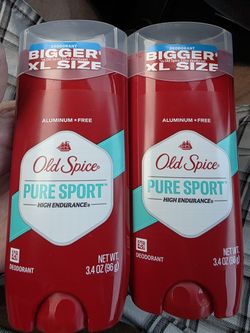 DEODORANT
BIGGER
XL SIZE
ALUMINUM-FREE
Old Spice
PURE SPORT
HIGH ENDURANCE®
DEODORANT
NET WT.
3.4 OZ (96 g)
DEODORANT
BIGGER
XL SIZE
ALUMINUM-FREE
Old Spice
PURE SPORT
HIGH ENDURANCE®
DEODORANT
NET WT.
3.4 OZ (96 g)